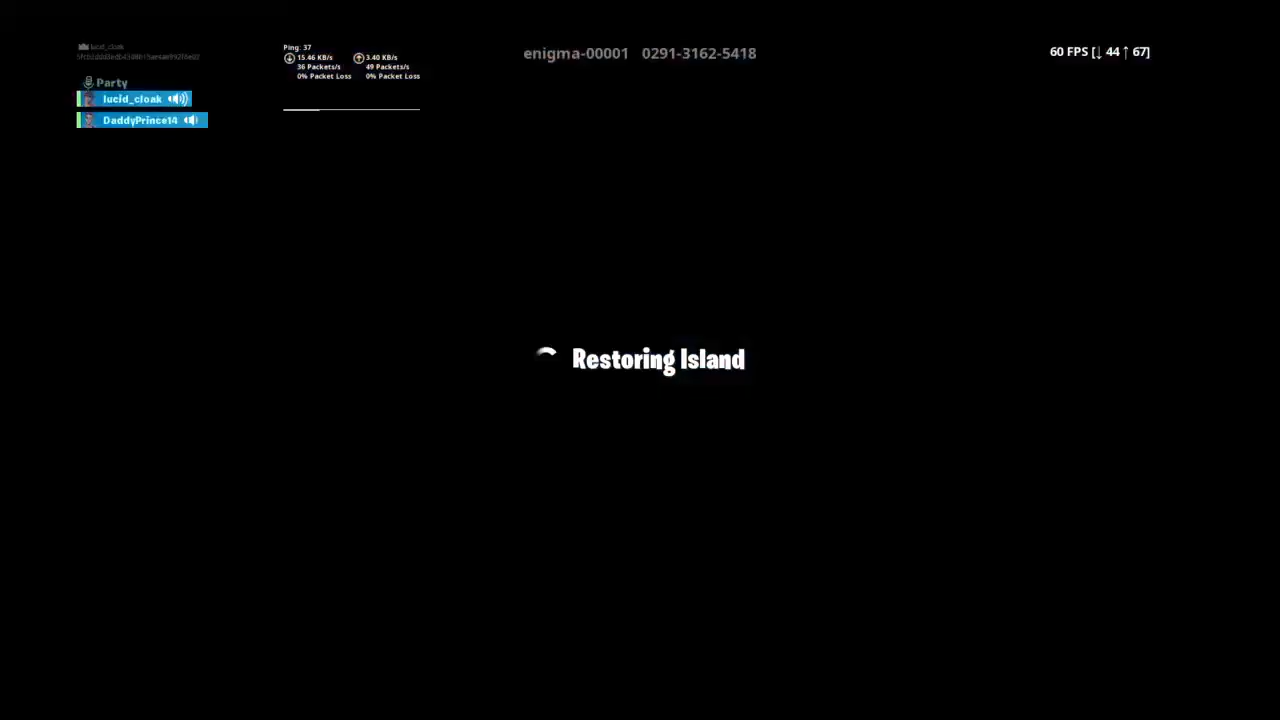 lucid_cloak
Party
lucid_cloak
DaddyPrince14
Ping: 37
15.46 KB/s 3.40 KB/s
36 Packets/s 49 Packets/s
0% Packet Loss 0% Packet Loss
enigma-00001 0291-3162-5418
60 FPS [↓ 44 ↑ 67]
Restoring Island